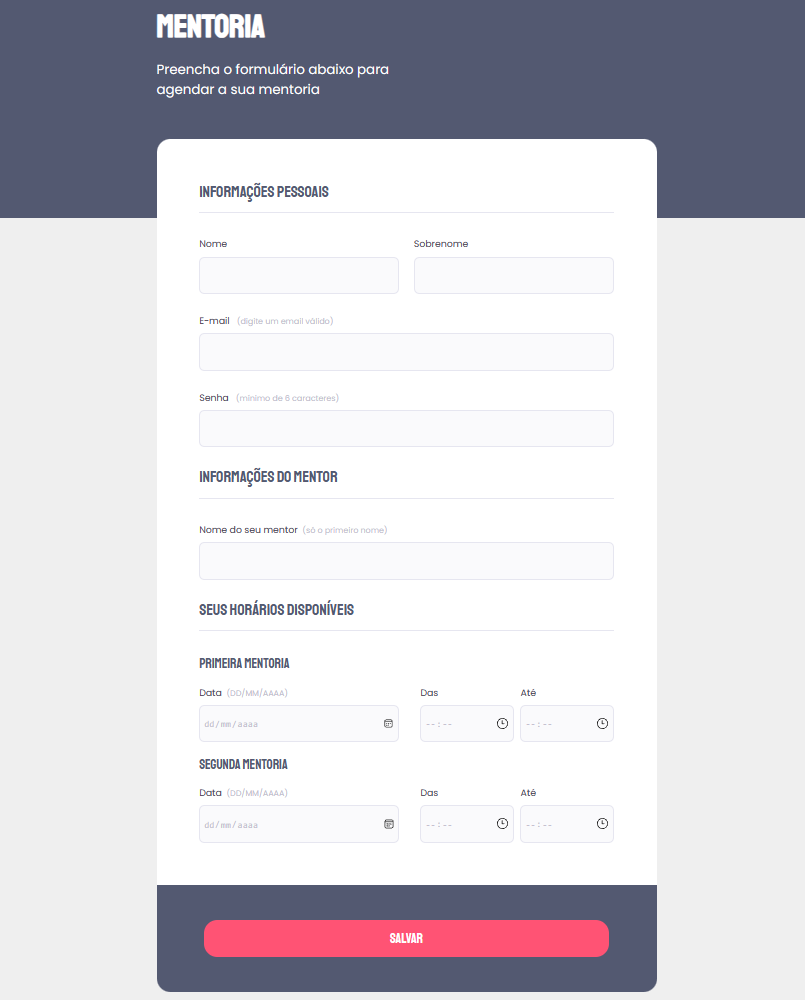 MENTORIA
Preencha o formulário abaixo para
agendar a sua mentoria
INFORMAÇÕES PESSOAIS
Nome Sobrenome
E-mail (digite um email válido)
Senha (mínimo de 6 caracteres)
INFORMAÇÕES DO MENTOR
Nome do seu mentor (só o primeiro nome)
SEUS HORÁRIOS DISPONÍVEIS
PRIMEIRA MENTORIA
Data (DD/MM/AAAA) Das Até
dd/mm/aaaa --:-- --:--
SEGUNDA MENTORIA
Data (DD/MM/AAAA) Das Até
dd/mm/aaaa --:-- --:--
SALVAR